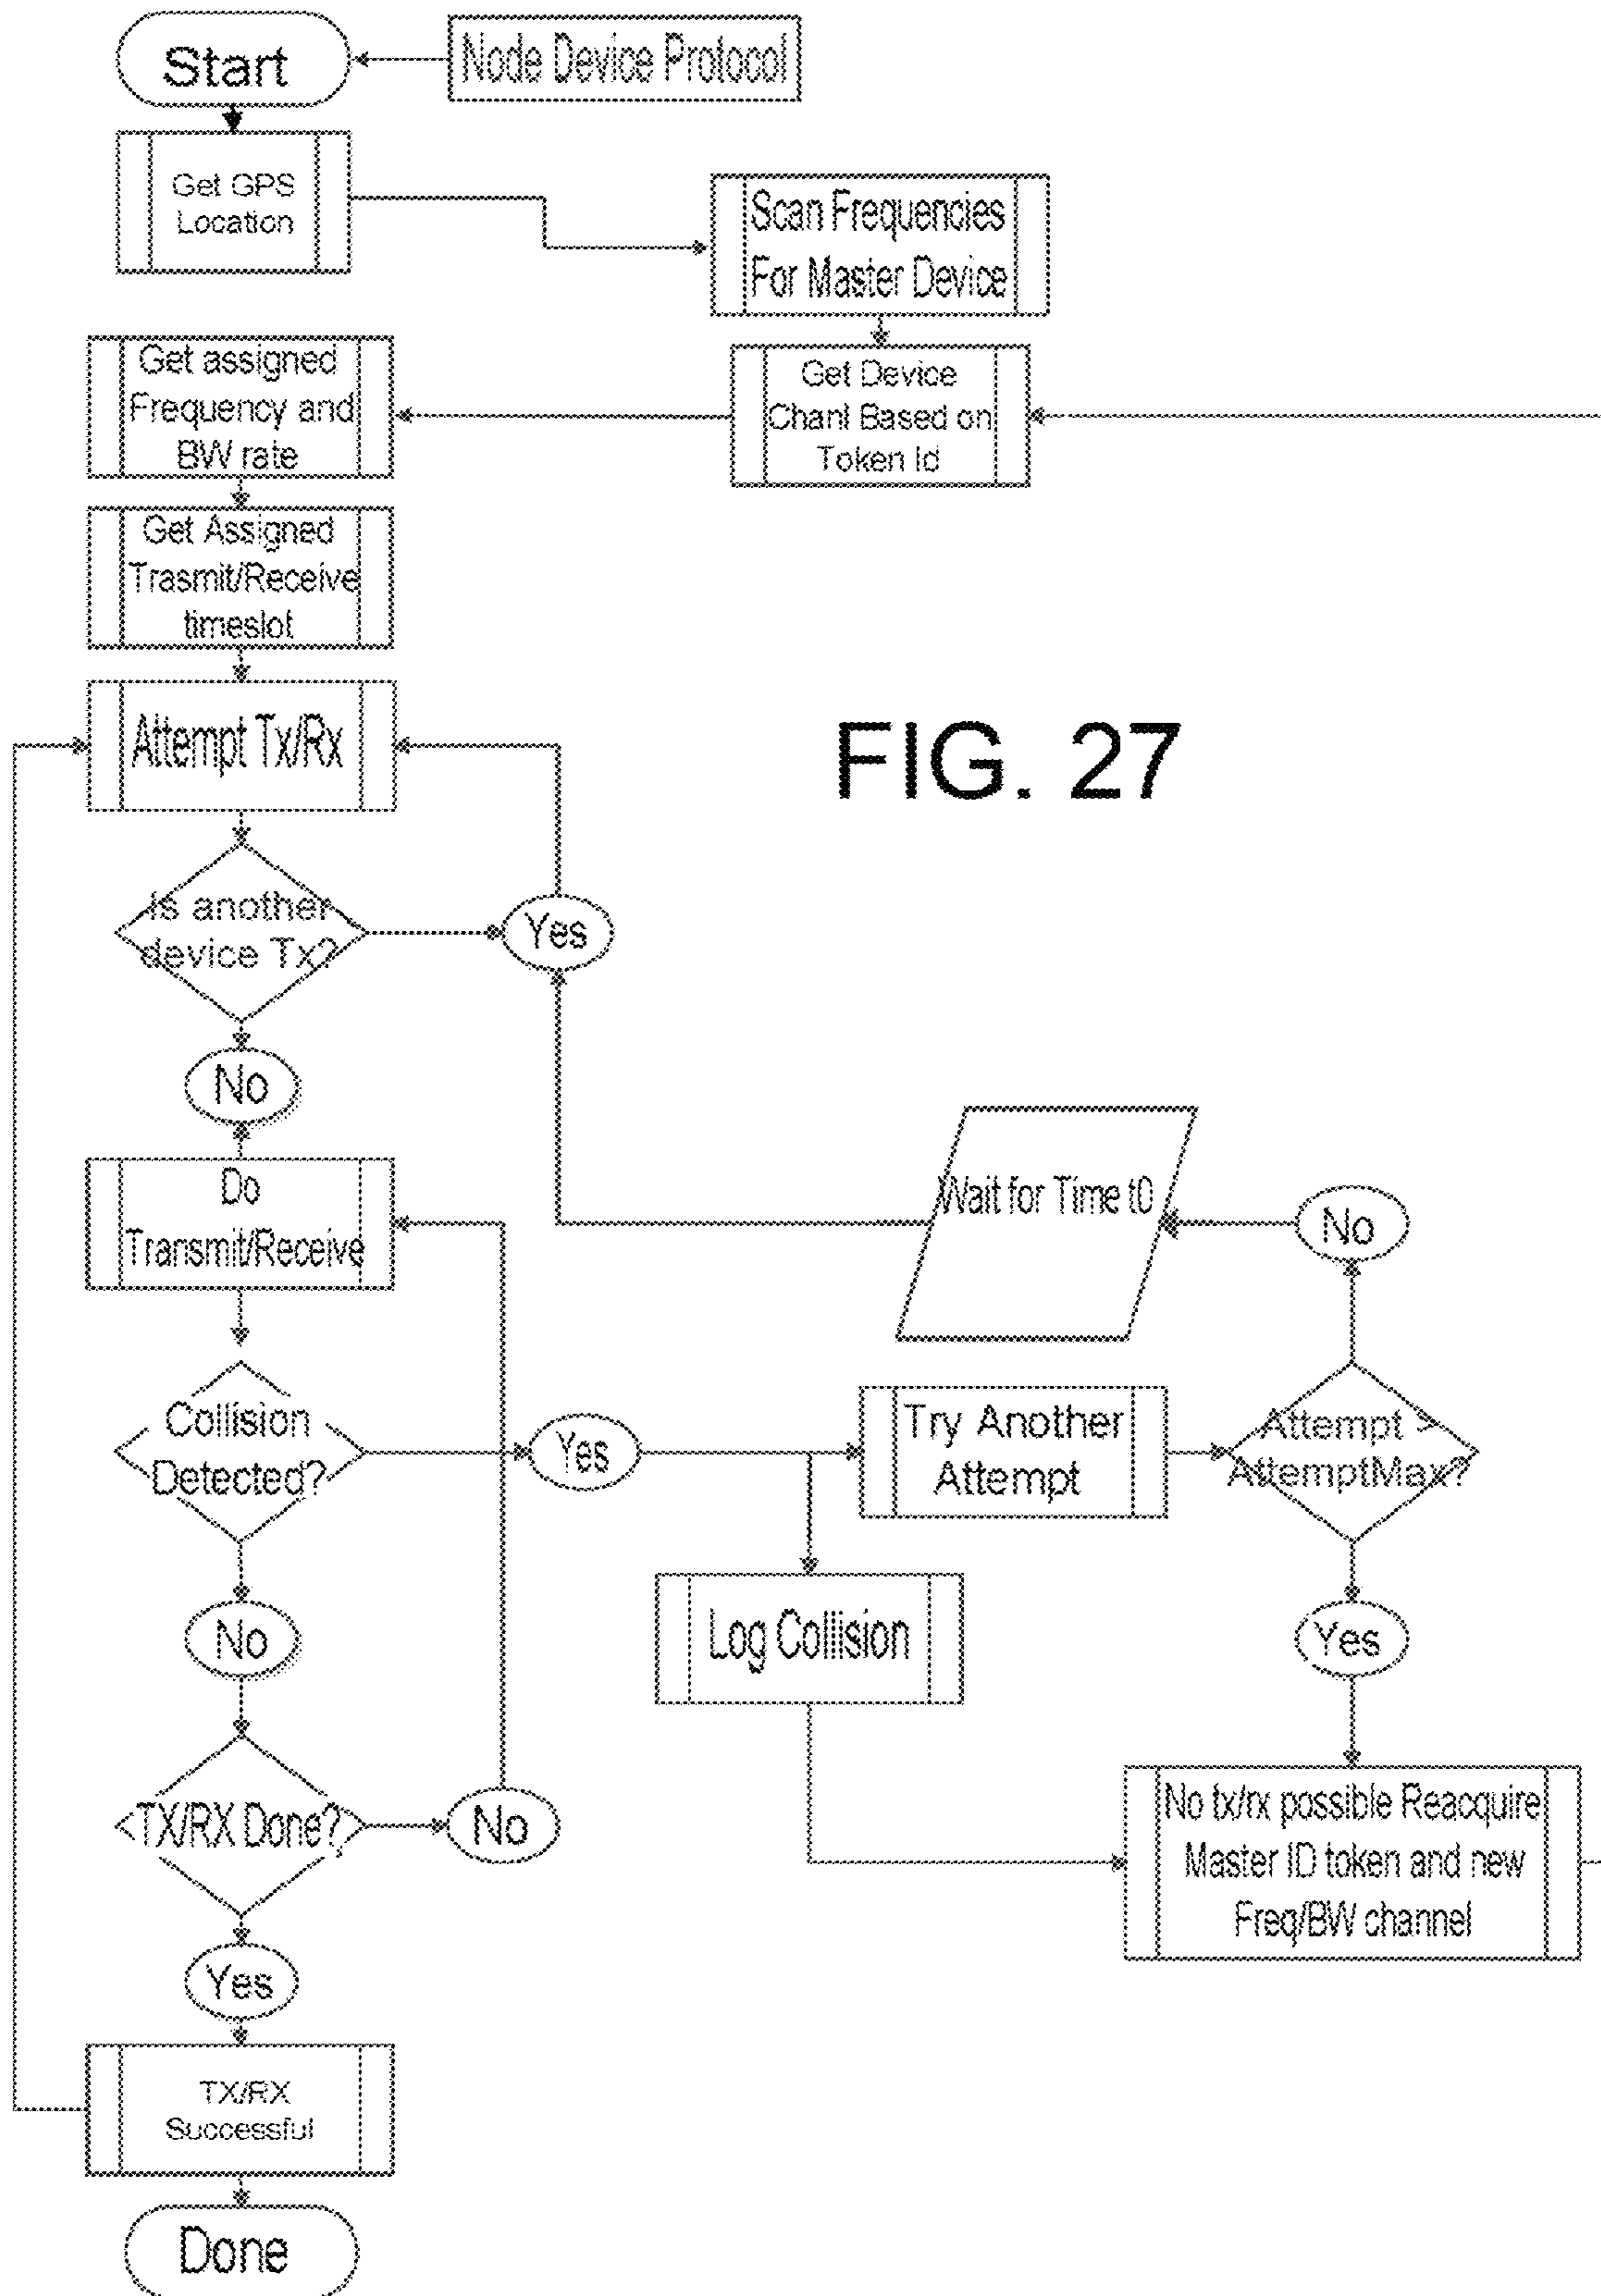 Start
Node Device Protocol
Get GPS
Location
Scan Frequencies
For Master Device
Get assigned
Frequency and
BW rate
Get Device
Chanl Based on
Token Id
Get Assigned
Trasmit/Receive
timeslot
Attempt Tx/Rx
FIG. 27
Is another
device Tx?
Yes
No
Do
Transmit/Receive
Wait for Time t0
No
Collision
Detected?
Yes
Try Another
Attempt
Attempt >
AttemptMax?
No
Log Collision
Yes
TX/RX Done?
No
No tx/rx possible Reacquire
Master ID token and new
Freq/BW channel
Yes
TX/RX
Successful
Done